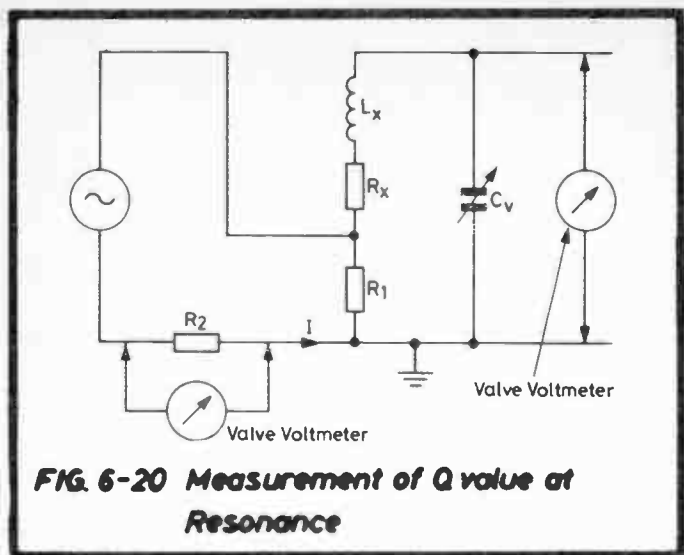 Lₓ
Rₓ
Cᵥ
R₁
R₂
I
Valve Voltmeter
Valve Voltmeter
FIG. 6-20 Measurement of Q value at
Resonance